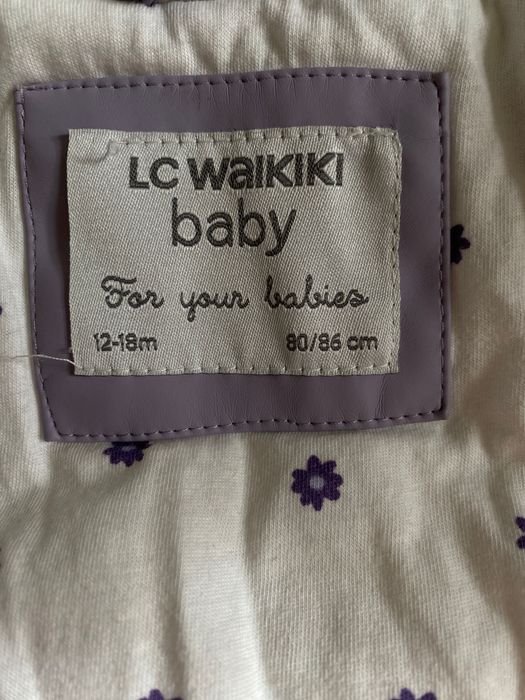 LC WaIKIKI
baby
For your babies
12-18m 80/86 cm